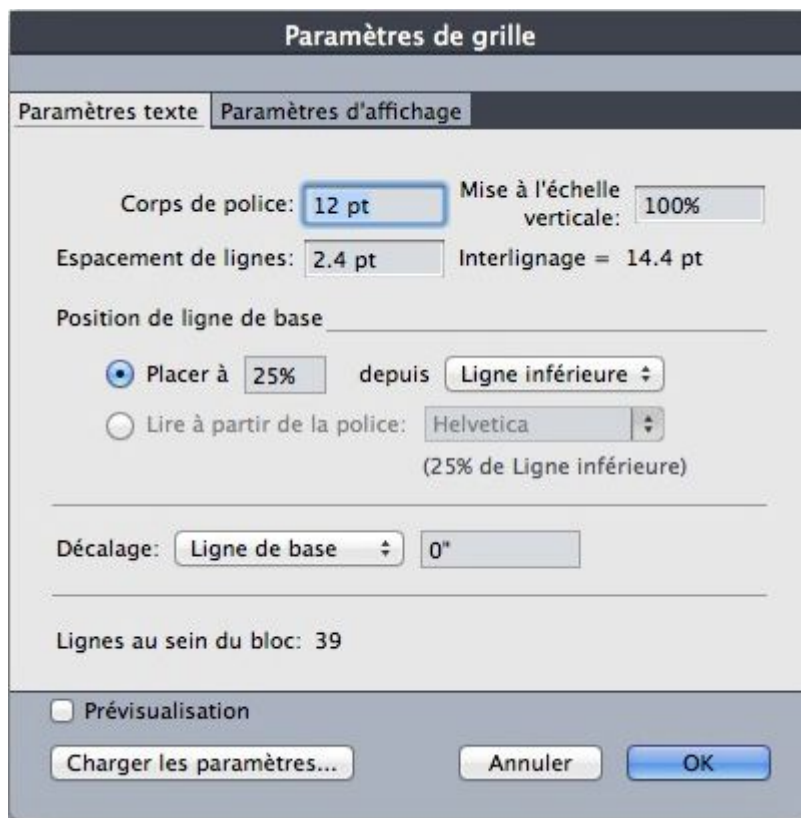 Paramètres de grille
Paramètres texte Paramètres d'affichage
Corps de police: 12 pt Mise à l'échelle verticale: 100%
Espacement de lignes: 2.4 pt Interlignage = 14.4 pt
Position de ligne de base
Placer à 25% depuis Ligne inférieure
Lire à partir de la police: Helvetica
(25% de Ligne inférieure)
Décalage: Ligne de base 0"
Lignes au sein du bloc: 39
Prévisualisation
Charger les paramètres... Annuler OK